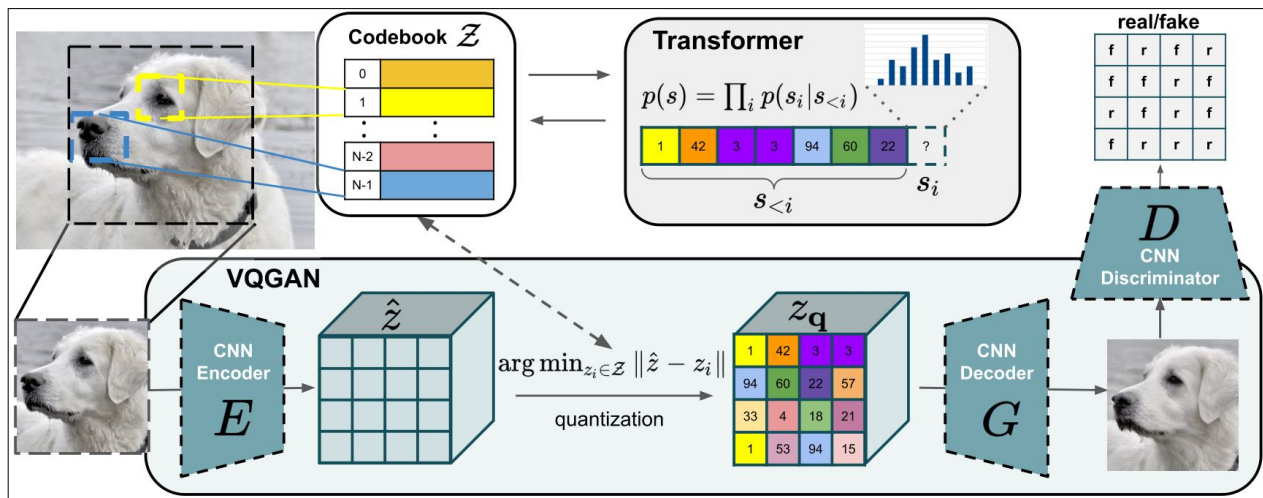 Codebook 𝒵
0
1
: :
N-2
N-1
Transformer
p(s) = ∏ᵢ p(sᵢ|s<ᵢ)
1 42 3 3 94 60 22 ?
s<ᵢ
sᵢ
real/fake
f r f r
f f r f
r f r f
f r r r
D
CNN
Discriminator
VQGAN
CNN
Encoder
E
ẑ
arg min_{zᵢ∈𝒵} ‖ẑ − zᵢ‖
quantization
z_q
1 42 3 3
94 60 22 57
33 4 18 21
1 53 94 15
CNN
Decoder
G